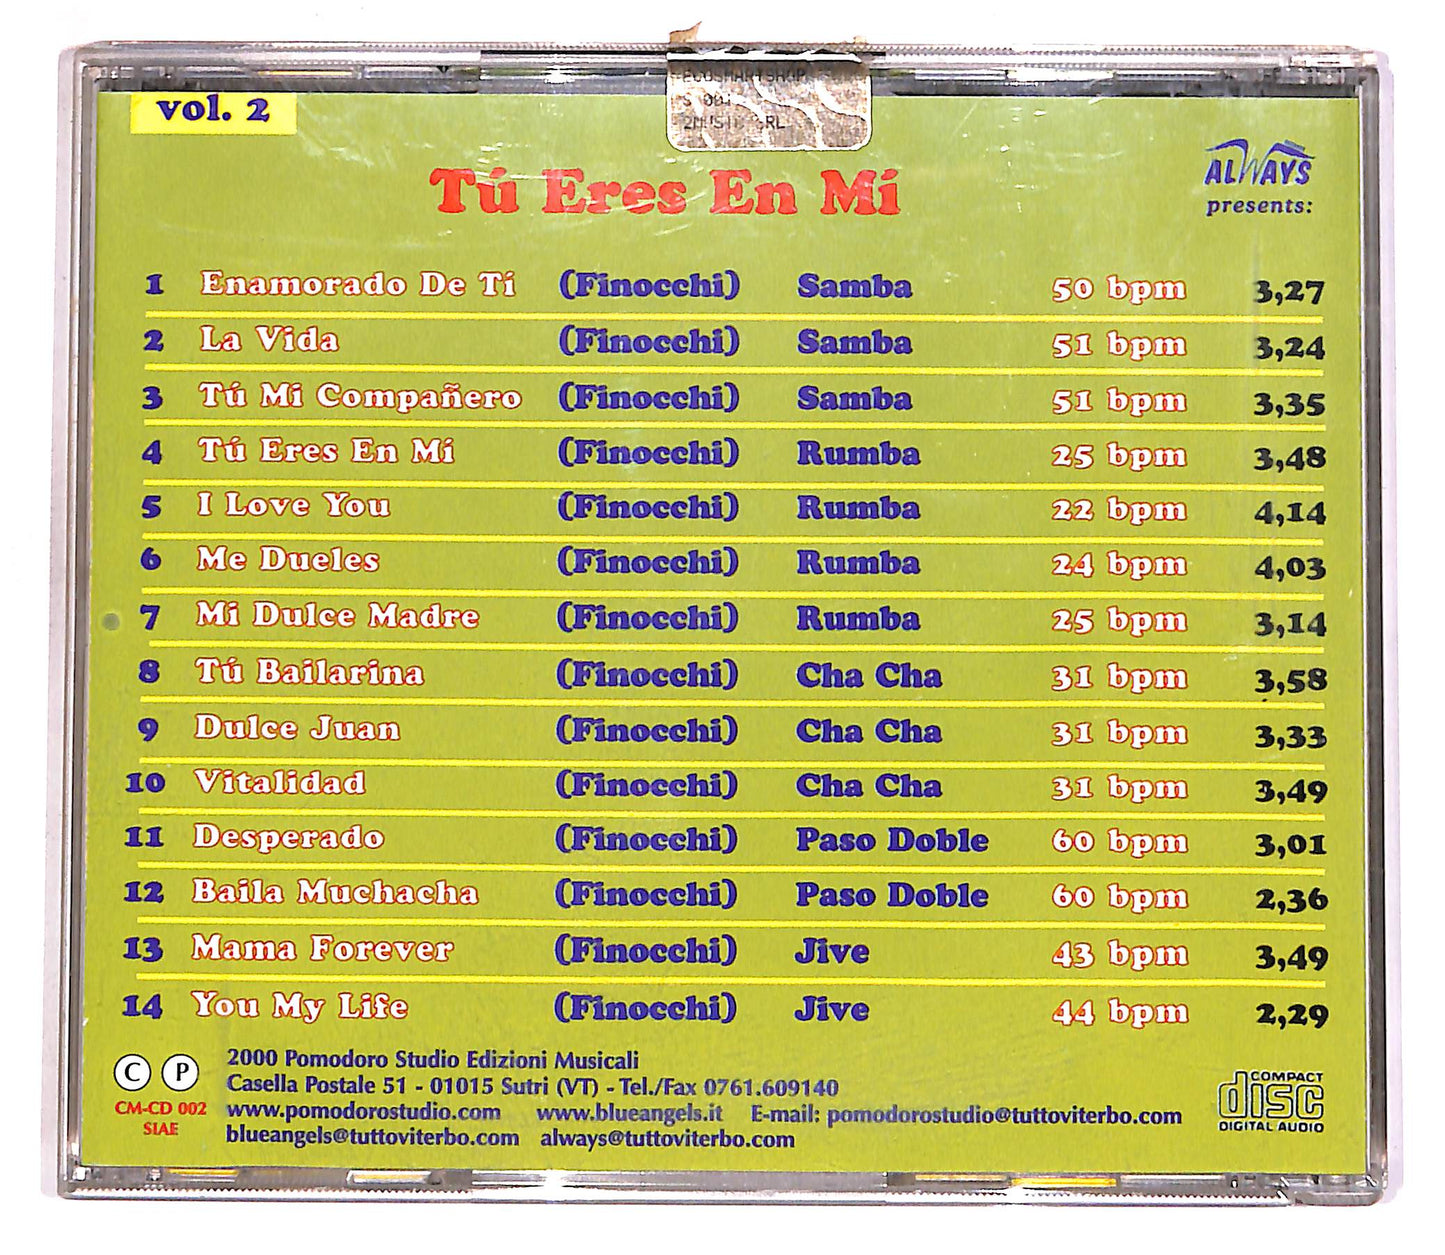 vol. 2
Tú Eres En Mí
ALWAYS
presents:
1 Enamorado De Tí (Finocchi) Samba 50 bpm 3,27
2 La Vida (Finocchi) Samba 51 bpm 3,24
3 Tú Mi Compañero (Finocchi) Samba 51 bpm 3,35
4 Tú Eres En Mí (Finocchi) Rumba 25 bpm 3,48
5 I Love You (Finocchi) Rumba 22 bpm 4,14
6 Me Dueles (Finocchi) Rumba 24 bpm 4,03
7 Mi Dulce Madre (Finocchi) Rumba 25 bpm 3,14
8 Tú Bailarina (Finocchi) Cha Cha 31 bpm 3,58
9 Dulce Juan (Finocchi) Cha Cha 31 bpm 3,33
10 Vitalidad (Finocchi) Cha Cha 31 bpm 3,49
11 Desperado (Finocchi) Paso Doble 60 bpm 3,01
12 Baila Muchacha (Finocchi) Paso Doble 60 bpm 2,36
13 Mama Forever (Finocchi) Jive 43 bpm 3,49
14 You My Life (Finocchi) Jive 44 bpm 2,29
C P
CM-CD 002
SIAE
2000 Pomodoro Studio Edizioni Musicali
Casella Postale 51 - 01015 Sutri (VT) - Tel./Fax 0761.609140
www.pomodorostudio.com www.blueangels.it E-mail: pomodorostudio@tuttoviterbo.com
blueangels@tuttoviterbo.com always@tuttoviterbo.com
COMPACT
disc
DIGITAL AUDIO